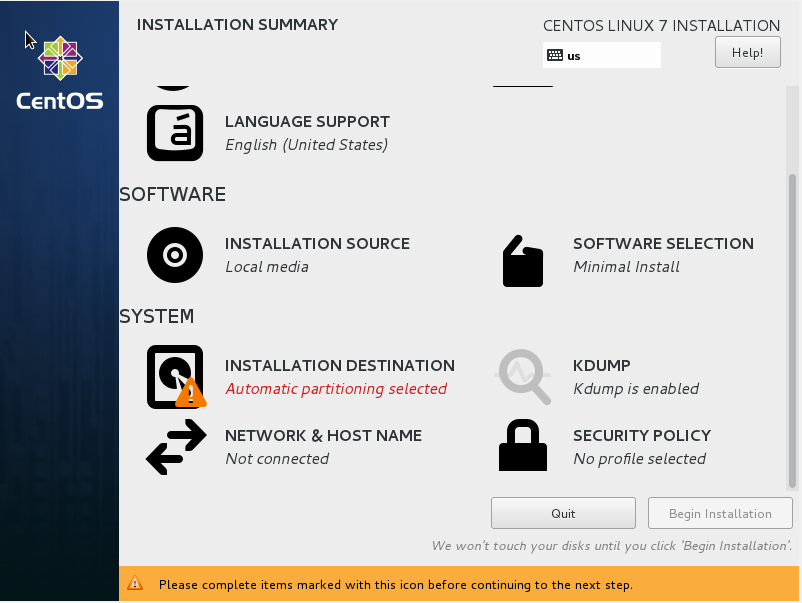 INSTALLATION SUMMARY
CENTOS LINUX 7 INSTALLATION
us
Help!
CentOS
LANGUAGE SUPPORT
English (United States)
SOFTWARE
INSTALLATION SOURCE
Local media
SOFTWARE SELECTION
Minimal Install
SYSTEM
INSTALLATION DESTINATION
Automatic partitioning selected
KDUMP
Kdump is enabled
NETWORK & HOST NAME
Not connected
SECURITY POLICY
No profile selected
Quit
Begin Installation
We won't touch your disks until you click 'Begin Installation'.
Please complete items marked with this icon before continuing to the next step.